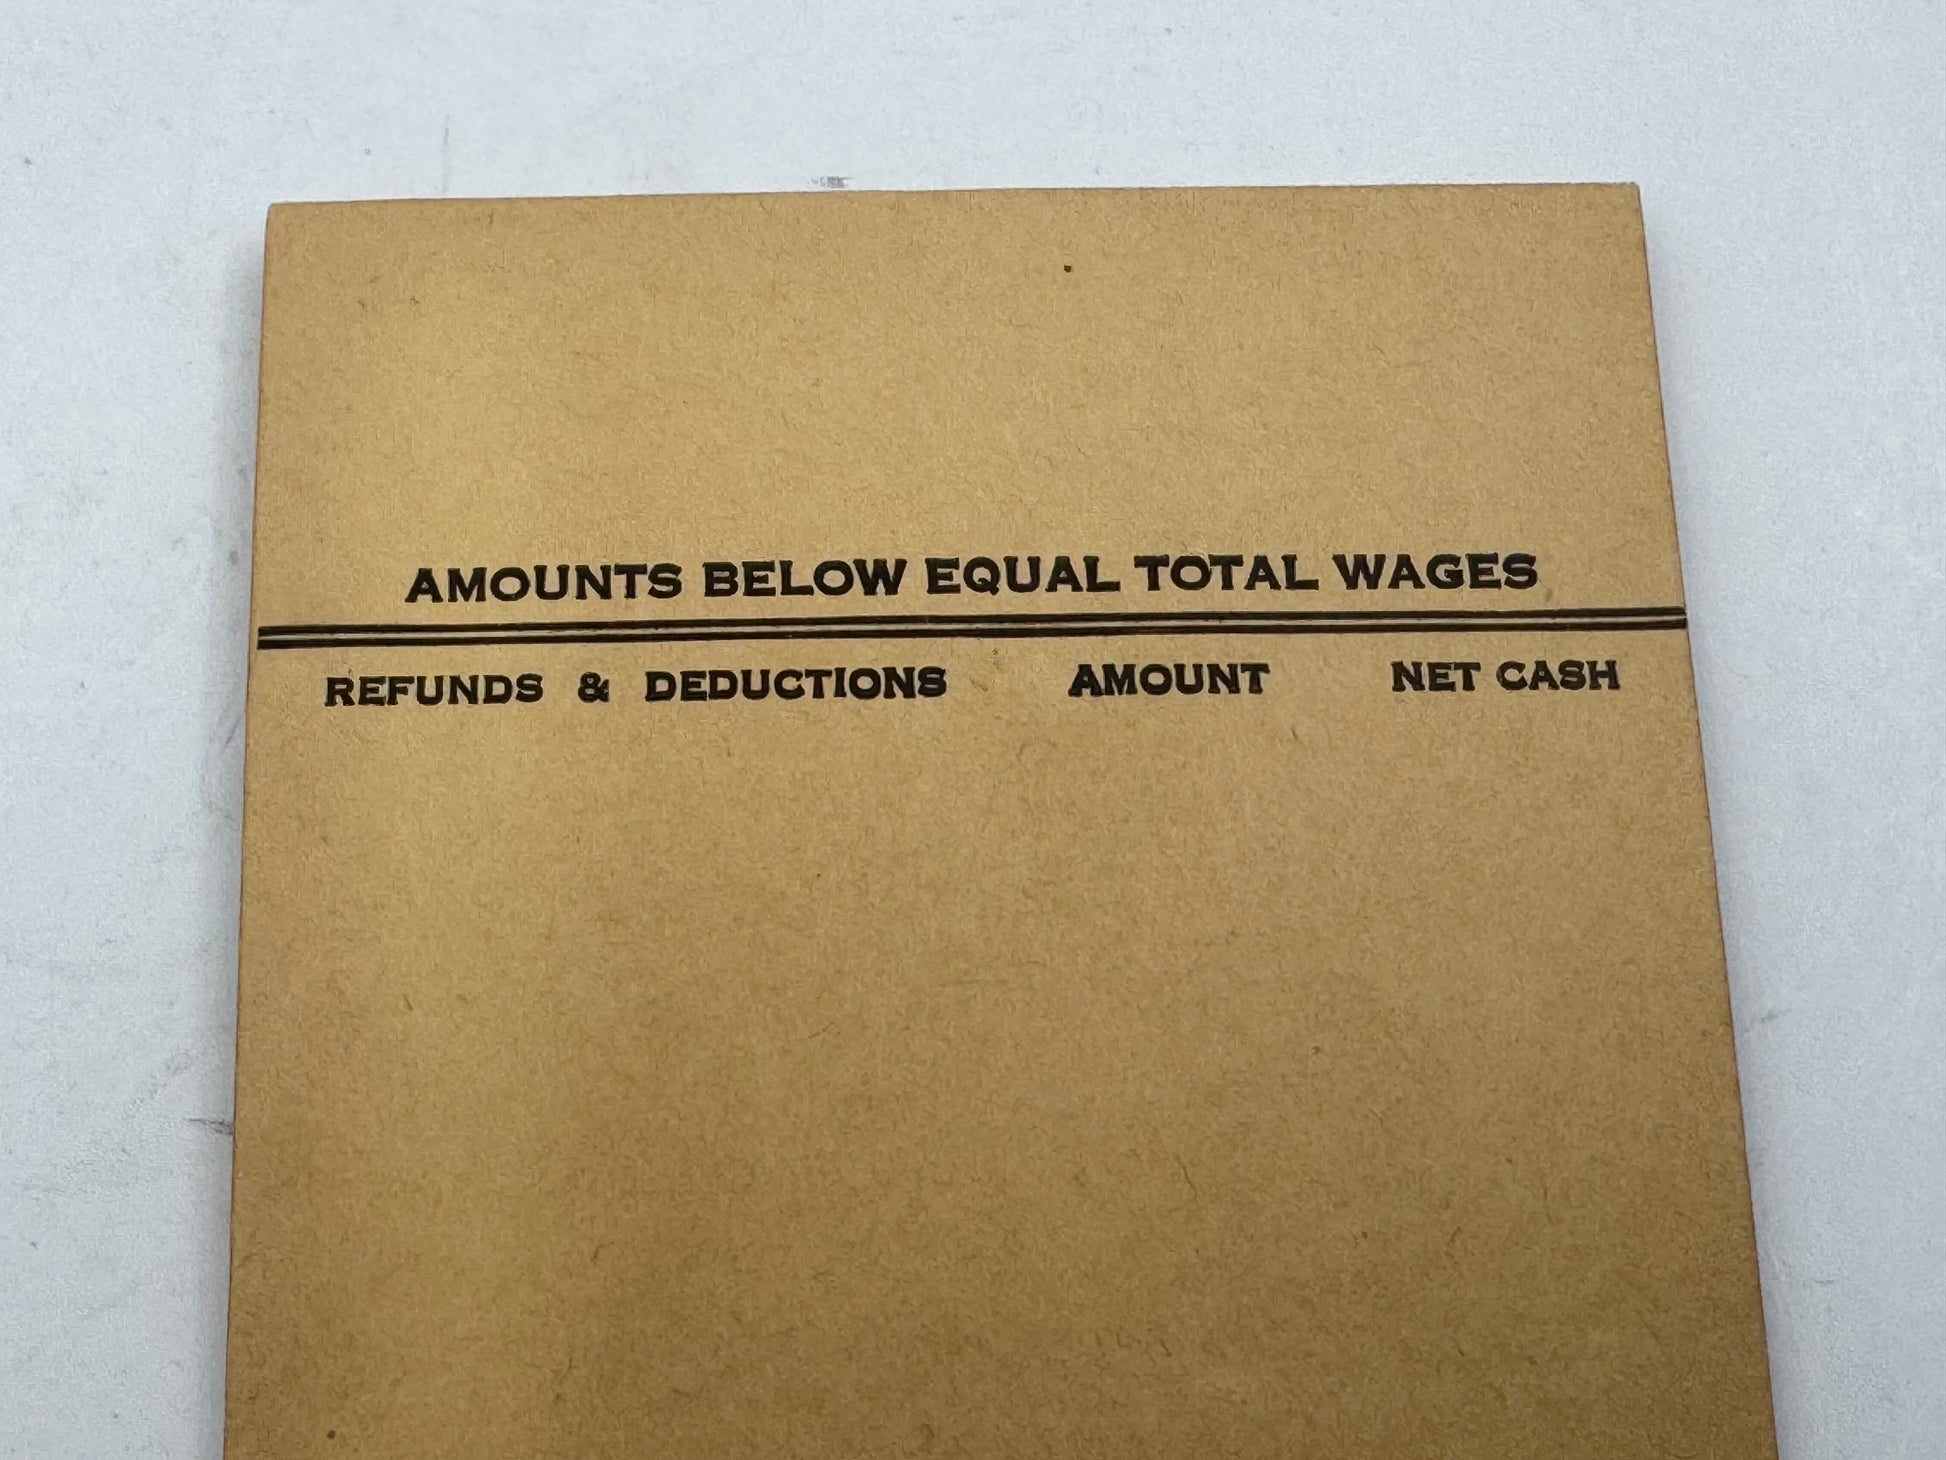 AMOUNTS BELOW EQUAL TOTAL WAGES
REFUNDS & DEDUCTIONS AMOUNT NET CASH